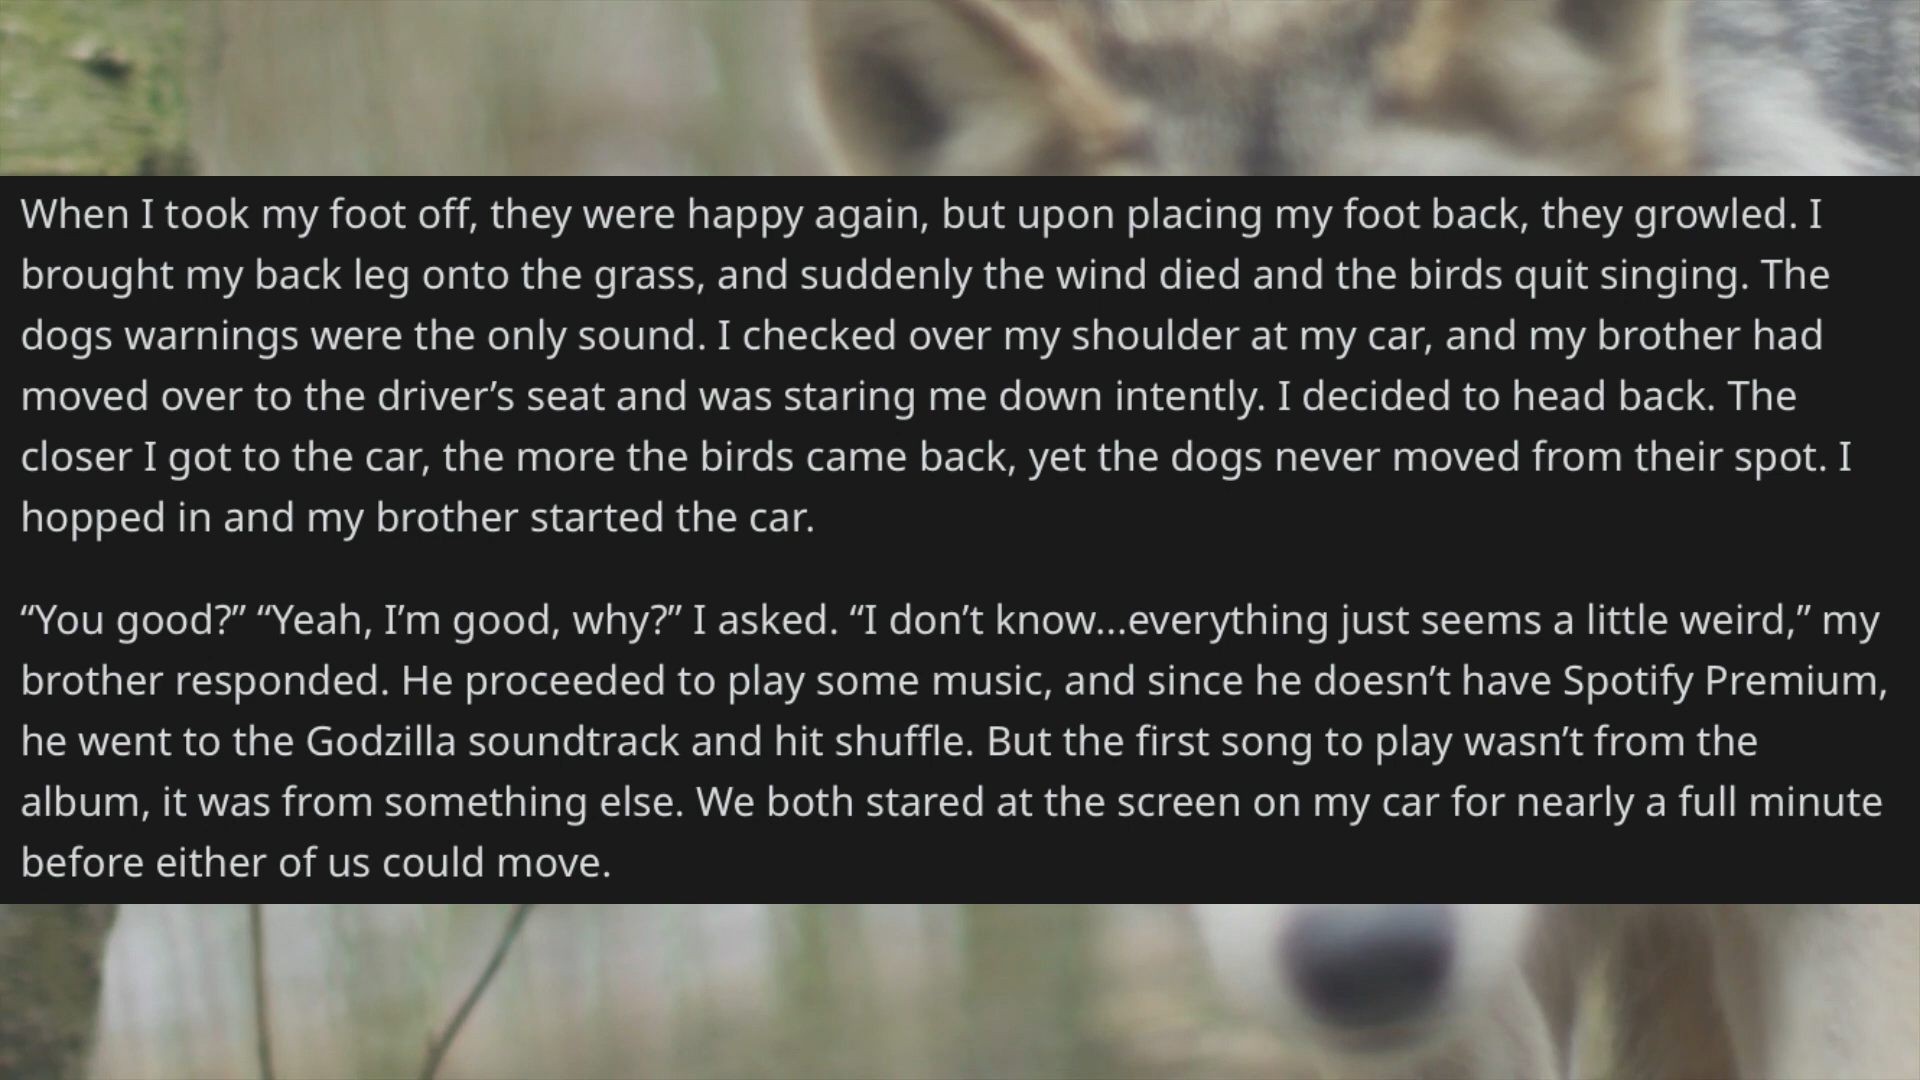 When I took my foot off, they were happy again, but upon placing my foot back, they growled. I
brought my back leg onto the grass, and suddenly the wind died and the birds quit singing. The
dogs warnings were the only sound. I checked over my shoulder at my car, and my brother had
moved over to the driver’s seat and was staring me down intently. I decided to head back. The
closer I got to the car, the more the birds came back, yet the dogs never moved from their spot. I
hopped in and my brother started the car.
“You good?” “Yeah, I’m good, why?” I asked. “I don’t know...everything just seems a little weird,” my
brother responded. He proceeded to play some music, and since he doesn’t have Spotify Premium,
he went to the Godzilla soundtrack and hit shuffle. But the first song to play wasn’t from the
album, it was from something else. We both stared at the screen on my car for nearly a full minute
before either of us could move.